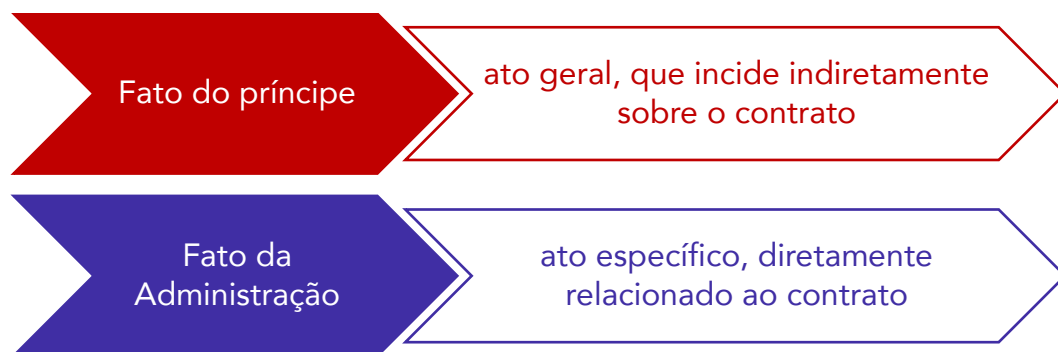 Fato do príncipe
ato geral, que incide indiretamente
sobre o contrato
Fato da
Administração
ato específico, diretamente
relacionado ao contrato